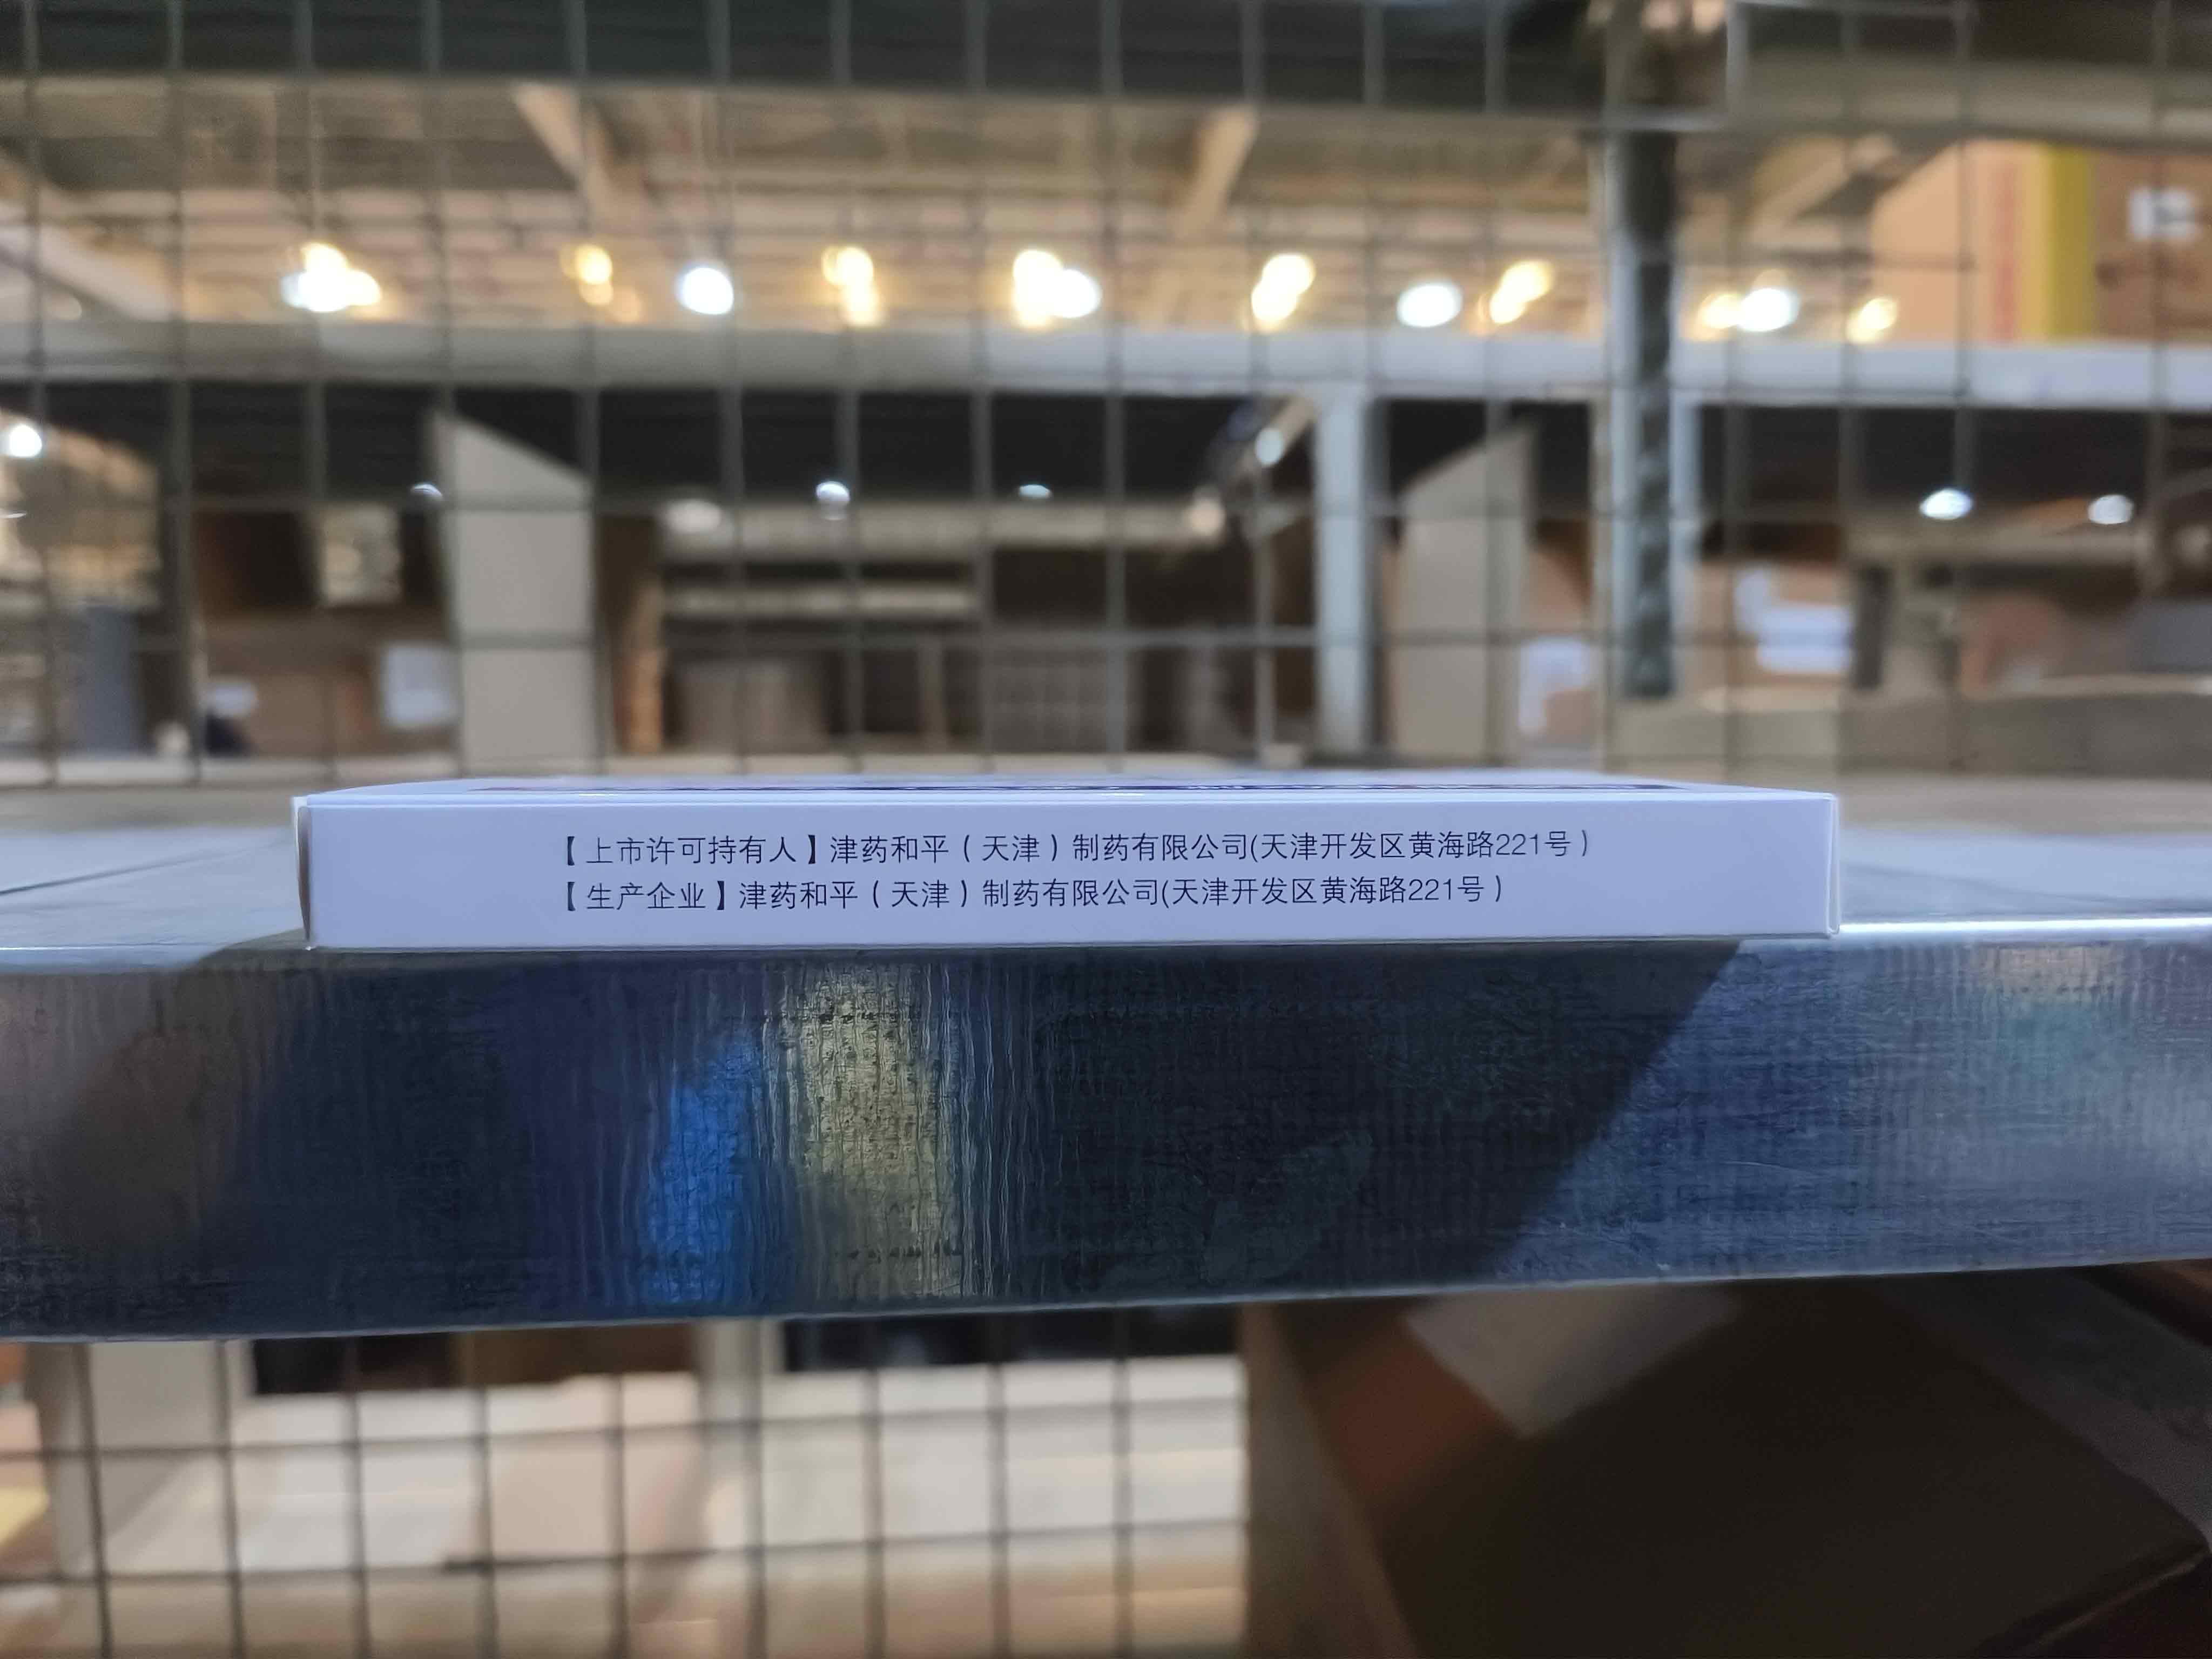 【上市许可持有人】津药和平（天津）制药有限公司(天津开发区黄海路221号）
【生产企业】津药和平（天津）制药有限公司(天津开发区黄海路221号）